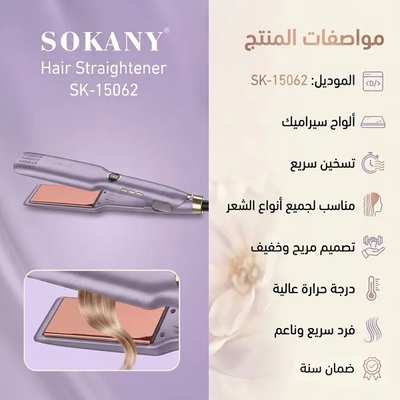 SOKANY®
Hair Straightener
SK-15062
مواصفات المنتج
الموديل: SK-15062
ألواح سيراميك
تسخين سريع
مناسب لجميع أنواع الشعر
تصميم مريح وخفيف
درجة حرارة عالية
فرد سريع وناعم
ضمان سنة